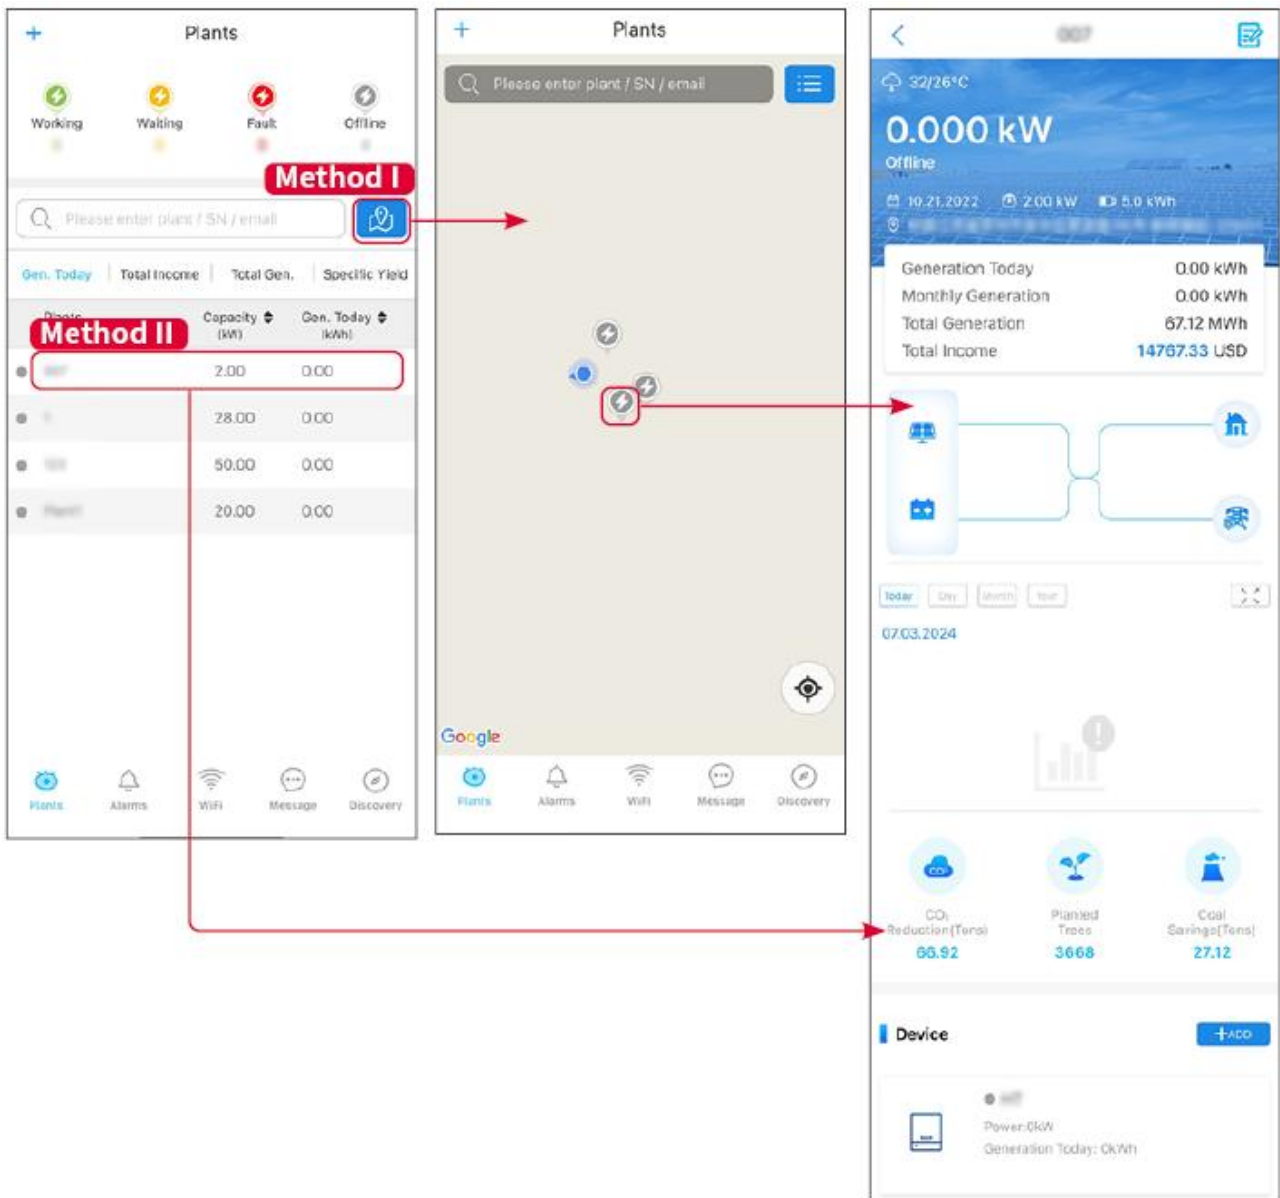 Plants
Working
Waiting
Fault
Offline
Method I
Please enter plant / SN / email
Gen. Today
Total Income
Total Gen.
Specific Yield
Plants
Capacity
(kW)
Gen. Today
(kWh)
Method II
2.00
0.00
28.00
0.00
50.00
0.00
20.00
0.00
Plants
Alarms
WiFi
Message
Discovery
Plants
Please enter plant / SN / email
Google
Plants
Alarms
WiFi
Message
Discovery
007
32/26°C
0.000 kW
Offline
10.21.2022
2.00 kW
5.0 kWh
Generation Today
0.00 kWh
Monthly Generation
0.00 kWh
Total Generation
67.12 MWh
Total Income
14767.33 USD
Today
Day
Month
Year
07.03.2024
CO₂
Reduction(Tons)
66.92
Planted
Trees
3668
Coal
Savings(Tons)
27.12
Device
+ADD
Power:0kW
Generation Today: 0kWh